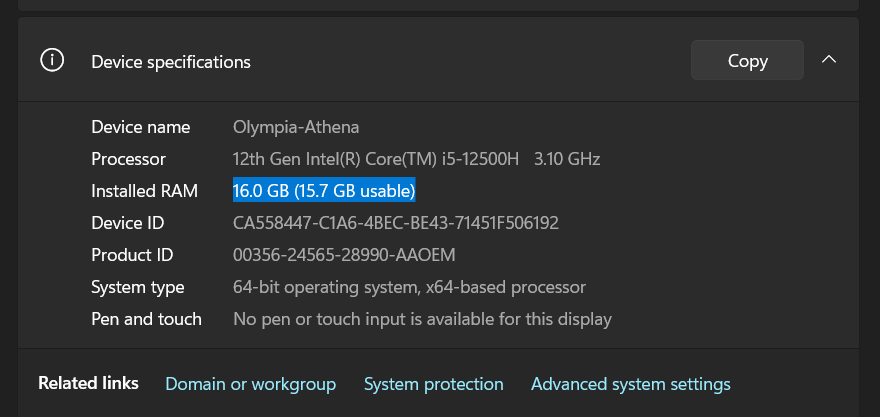 Device specifications Copy
Device name Olympia-Athena
Processor 12th Gen Intel(R) Core(TM) i5-12500H 3.10 GHz
Installed RAM 16.0 GB (15.7 GB usable)
Device ID CA558447-C1A6-4BEC-BE43-71451F506192
Product ID 00356-24565-28990-AAOEM
System type 64-bit operating system, x64-based processor
Pen and touch No pen or touch input is available for this display
Related links Domain or workgroup System protection Advanced system settings